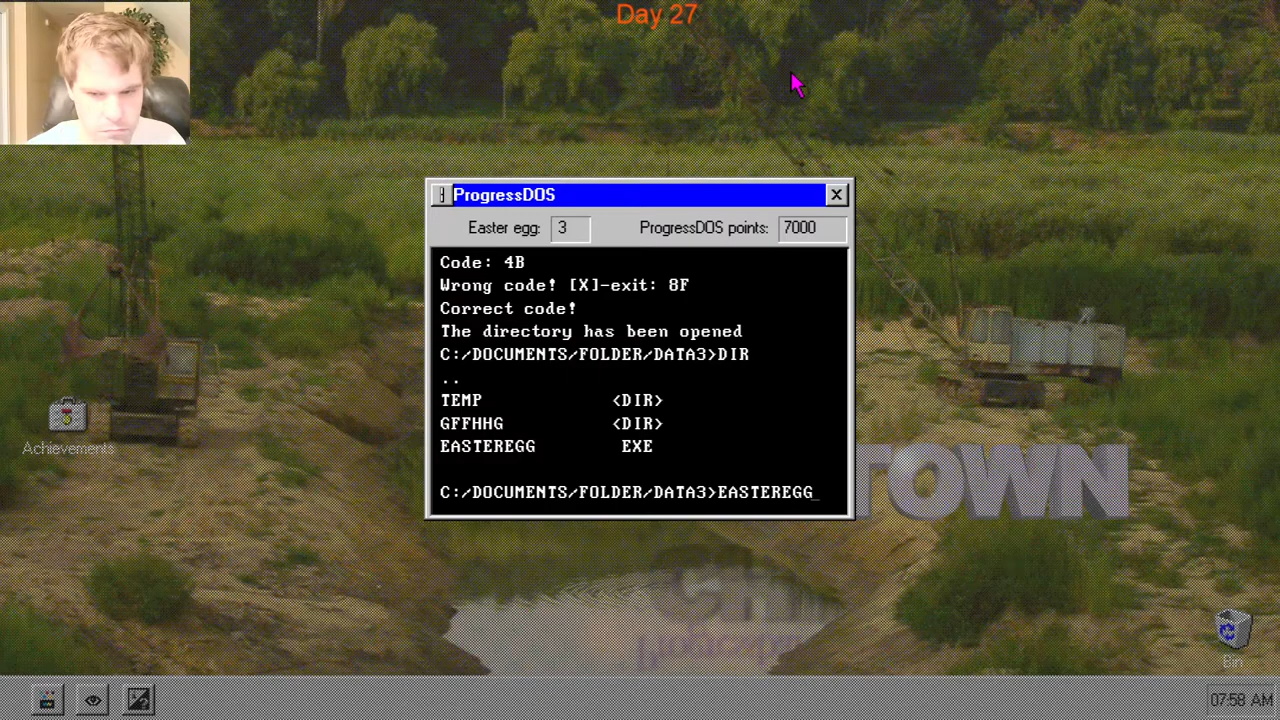 Day 27
ProgressDOS
Easter egg: 3 ProgressDOS points: 7000
Code: 4B
Wrong code! [X]-exit: 8F
Correct code!
The directory has been opened
C:/DOCUMENTS/FOLDER/DATA3>DIR
..
TEMP <DIR>
GFFHHG <DIR>
EASTEREGG EXE
C:/DOCUMENTS/FOLDER/DATA3>EASTEREGG_
Achievements
TOWN
Bin
07:58 AM